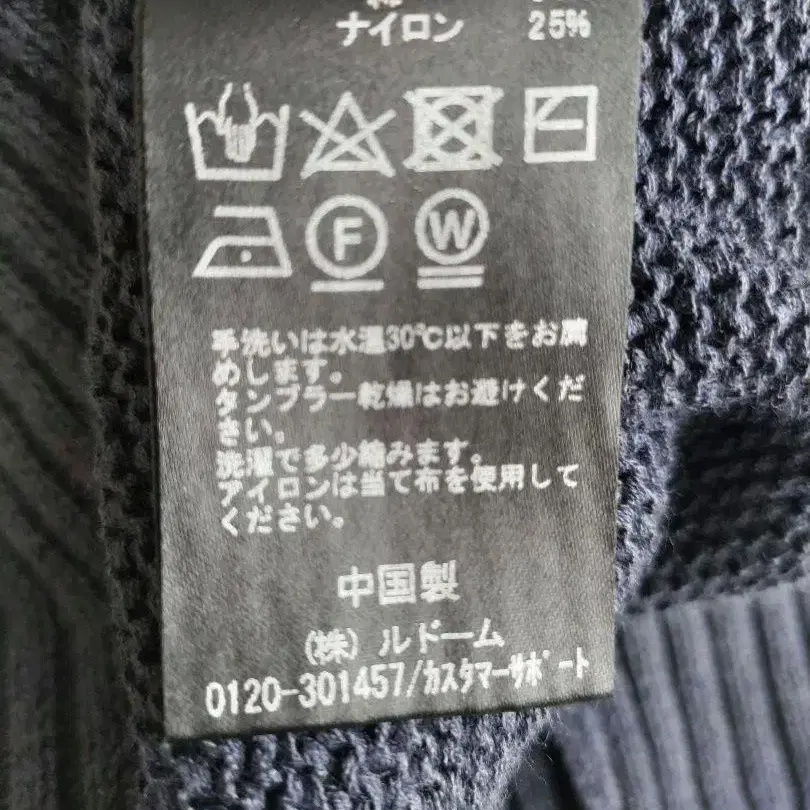 ナイロン 25%
F W
手洗いは水温30℃以下をお薦
めします。
タンブラー乾燥はお避けくだ
さい。
洗濯で多少縮みます。
アイロンは当て布を使用して
ください。
中国製
(株) ルドーム
0120-301457/カスタマーサポート